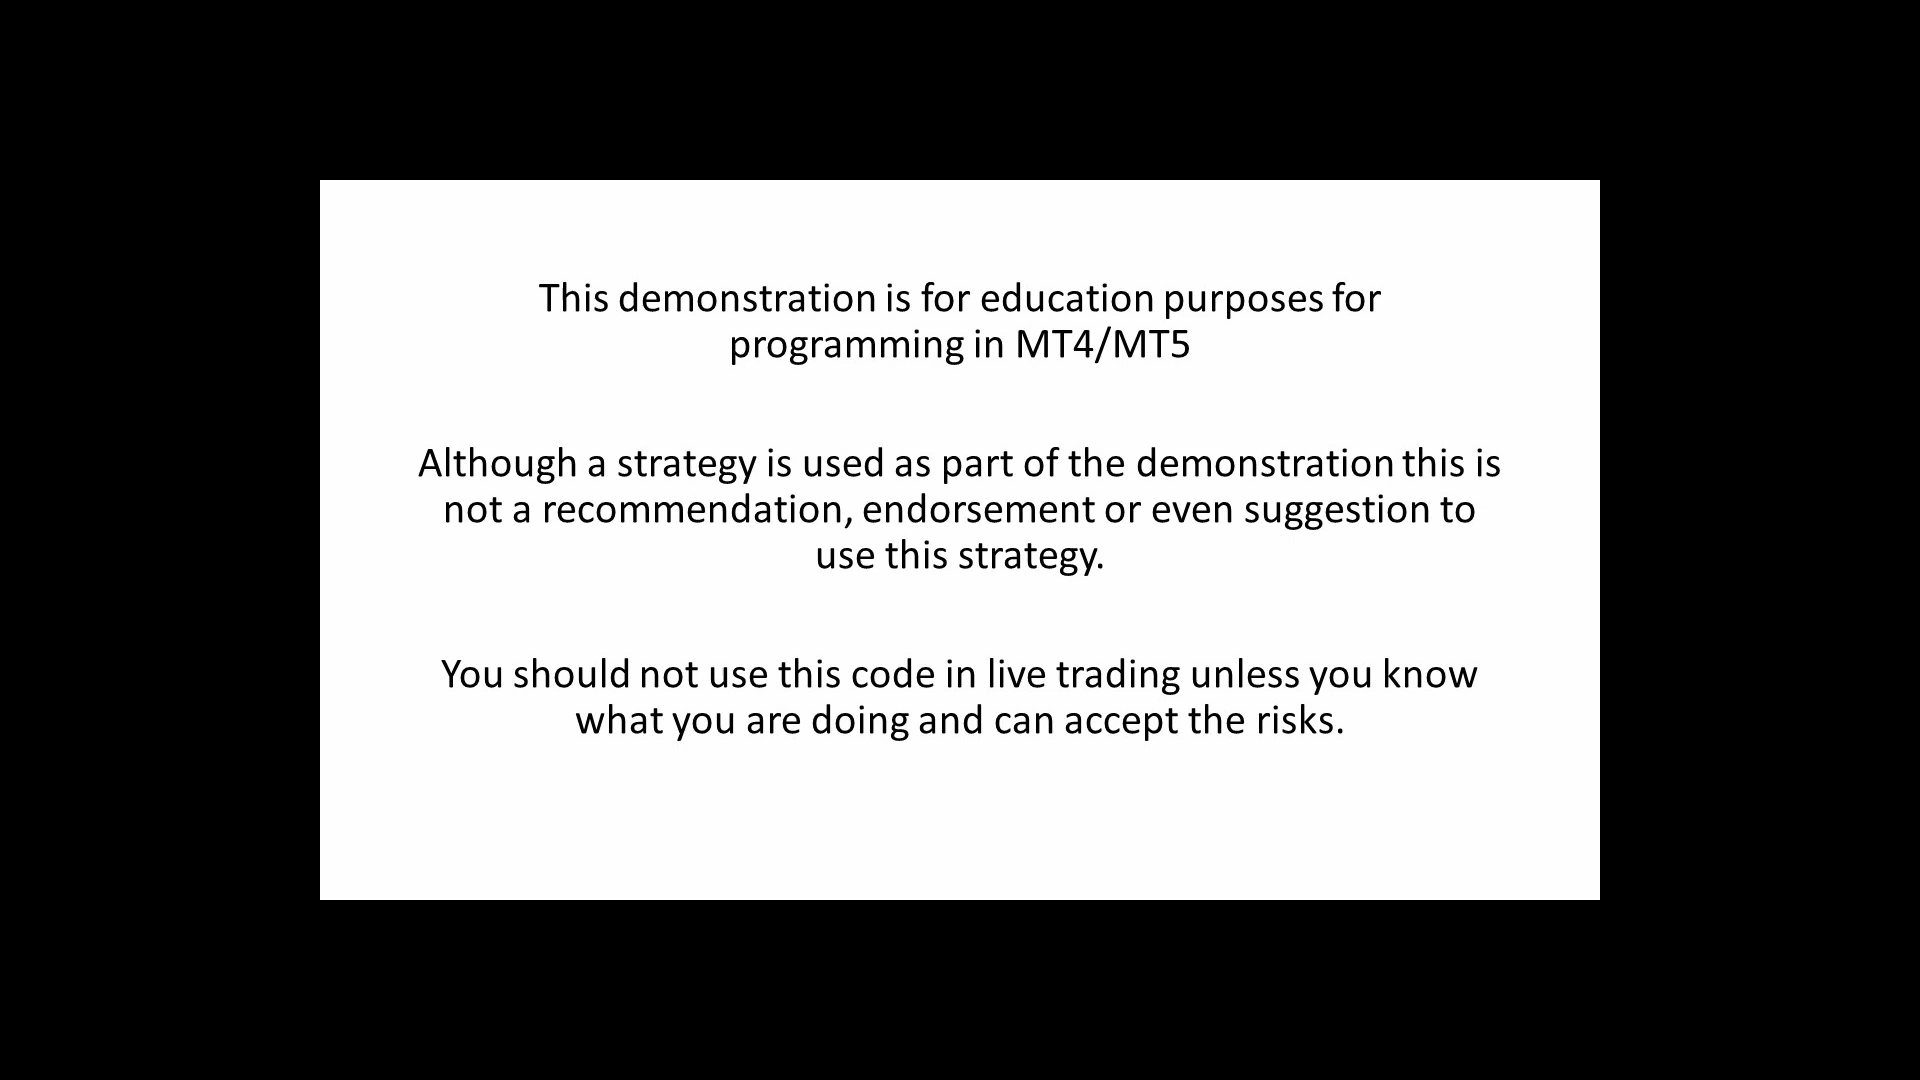 This demonstration is for education purposes for
programming in MT4/MT5
Although a strategy is used as part of the demonstration this is
not a recommendation, endorsement or even suggestion to
use this strategy.
You should not use this code in live trading unless you know
what you are doing and can accept the risks.